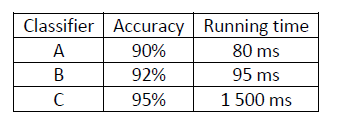 Classifier Accuracy Running time
A 90% 80 ms
B 92% 95 ms
C 95% 1 500 ms